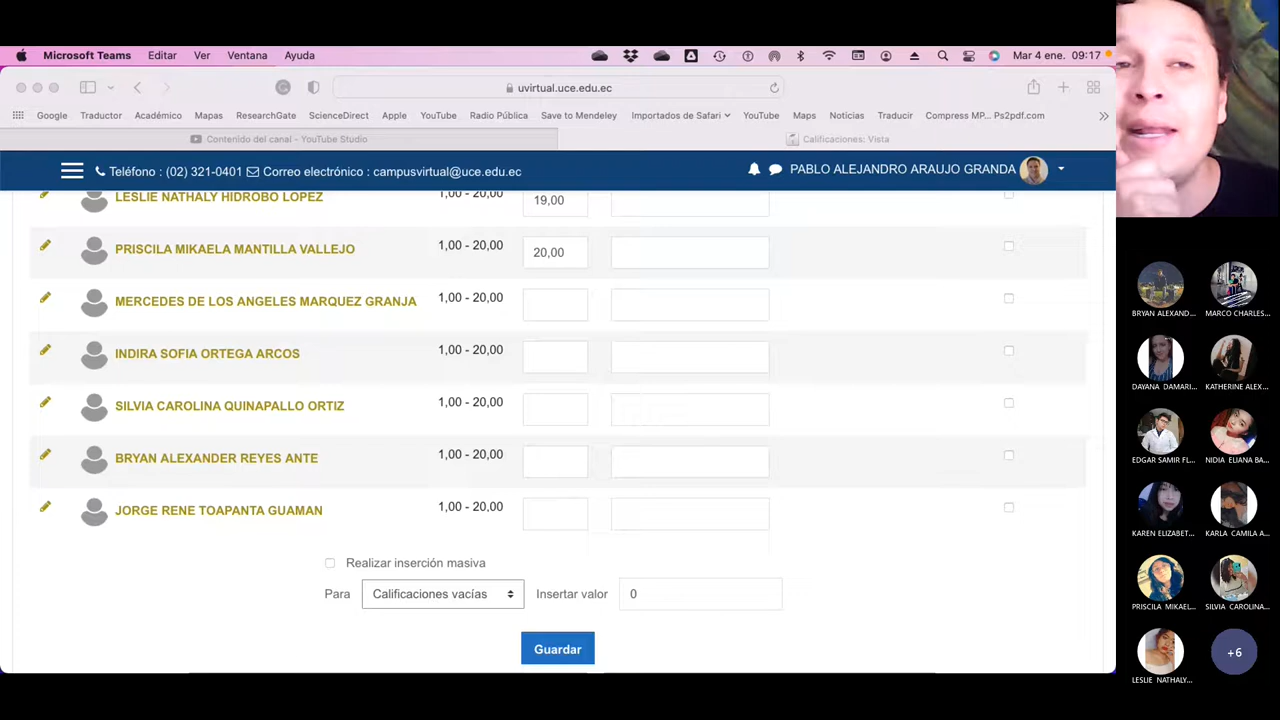 Microsoft Teams Editar Ver Ventana Ayuda Mar 4 ene. 09:17
uvirtual.uce.edu.ec
Google Traductor Académico Mapas ResearchGate ScienceDirect Apple YouTube Radio Pública Save to Mendeley Importados de Safari YouTube Maps Noticias Traducir Compress MP... Ps2pdf.com
Contenido del canal - YouTube Studio Calificaciones: Vista
Teléfono : (02) 321-0401 Correo electrónico : campusvirtual@uce.edu.ec PABLO ALEJANDRO ARAUJO GRANDA
LESLIE NATHALY HIDROBO LOPEZ 1,00 - 20,00 19,00
PRISCILA MIKAELA MANTILLA VALLEJO 1,00 - 20,00 20,00
MERCEDES DE LOS ANGELES MARQUEZ GRANJA 1,00 - 20,00
INDIRA SOFIA ORTEGA ARCOS 1,00 - 20,00
SILVIA CAROLINA QUINAPALLO ORTIZ 1,00 - 20,00
BRYAN ALEXANDER REYES ANTE 1,00 - 20,00
JORGE RENE TOAPANTA GUAMAN 1,00 - 20,00
Realizar inserción masiva
Para Calificaciones vacías Insertar valor 0
Guardar
BRYAN ALEXAND... MARCO CHARLES...
DAYANA DAMARI... KATHERINE ALEX...
EDGAR SAMIR FL... NIDIA ELIANA BA...
KAREN ELIZABET... KARLA CAMILA A...
PRISCILA MIKAEL... SILVIA CAROLINA...
LESLIE NATHALY... +6